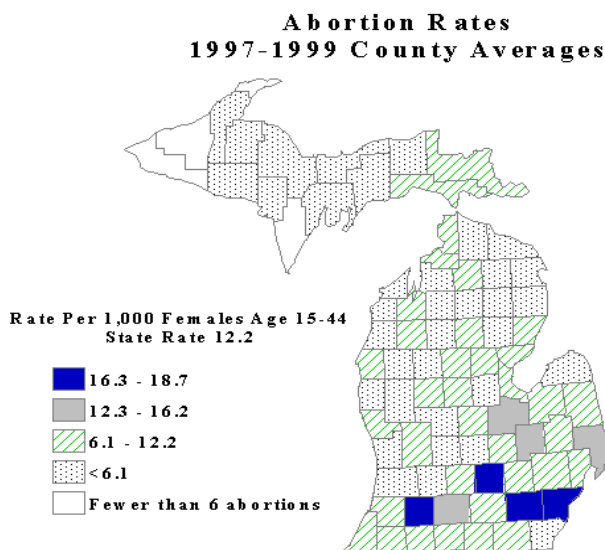 Abortion Rates
1997-1999 County Averages
Rate Per 1,000 Females Age 15-44
State Rate 12.2
16.3 - 18.7
12.3 - 16.2
6.1 - 12.2
<6.1
Fewer than 6 abortions